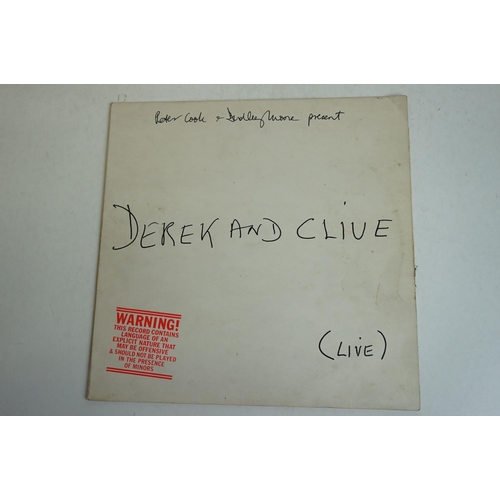 Peter Cook + Dudley Moore present
DEREK AND CLIVE
(LIVE)
WARNING!
THIS RECORD CONTAINS
LANGUAGE OF AN
EXPLICIT NATURE THAT
MAY BE OFFENSIVE
& SHOULD NOT BE PLAYED
IN THE PRESENCE
OF MINORS